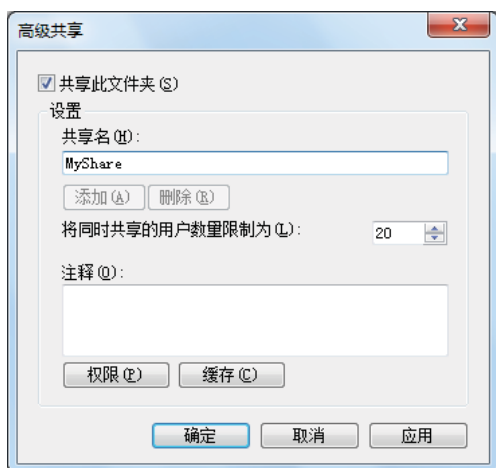 高级共享
共享此文件夹(S)
设置
共享名(H):
MyShare
添加(A) 删除(R)
将同时共享的用户数量限制为(L): 20
注释(O):
权限(P) 缓存(C)
确定 取消 应用